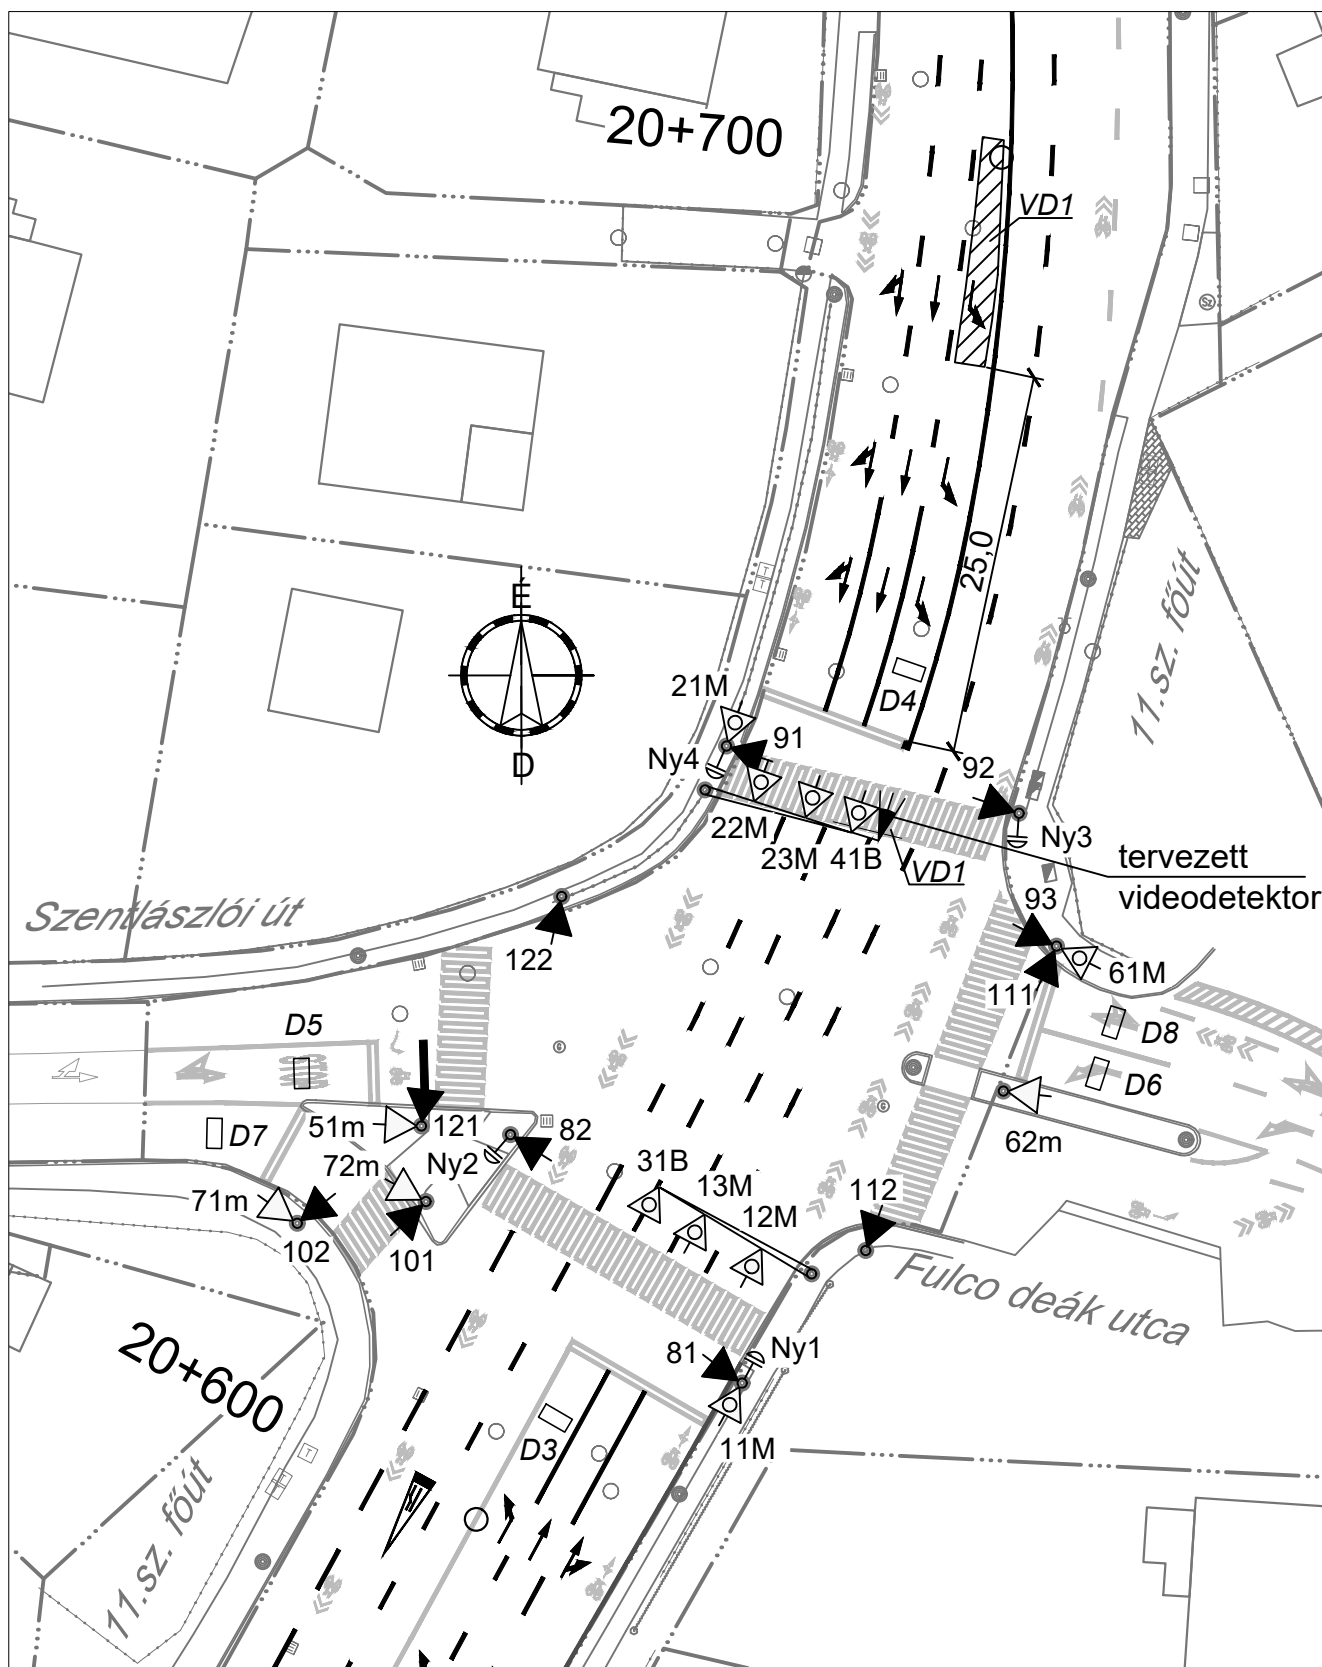 20+700
VD1
Sz
25,0
11.sz. főút
É
D
D4
21M
91
Ny4
92
22M
23M
41B
VD1
Ny3
tervezett
videodetektor
93
Szentlászlói út
122
111
61M
D5
D8
D6
D7
51m
121
82
62m
72m
Ny2
71m
31B
13M
12M
112
102
101
Fulco deák utca
20+600
81
Ny1
D3
11M
11.sz. főút